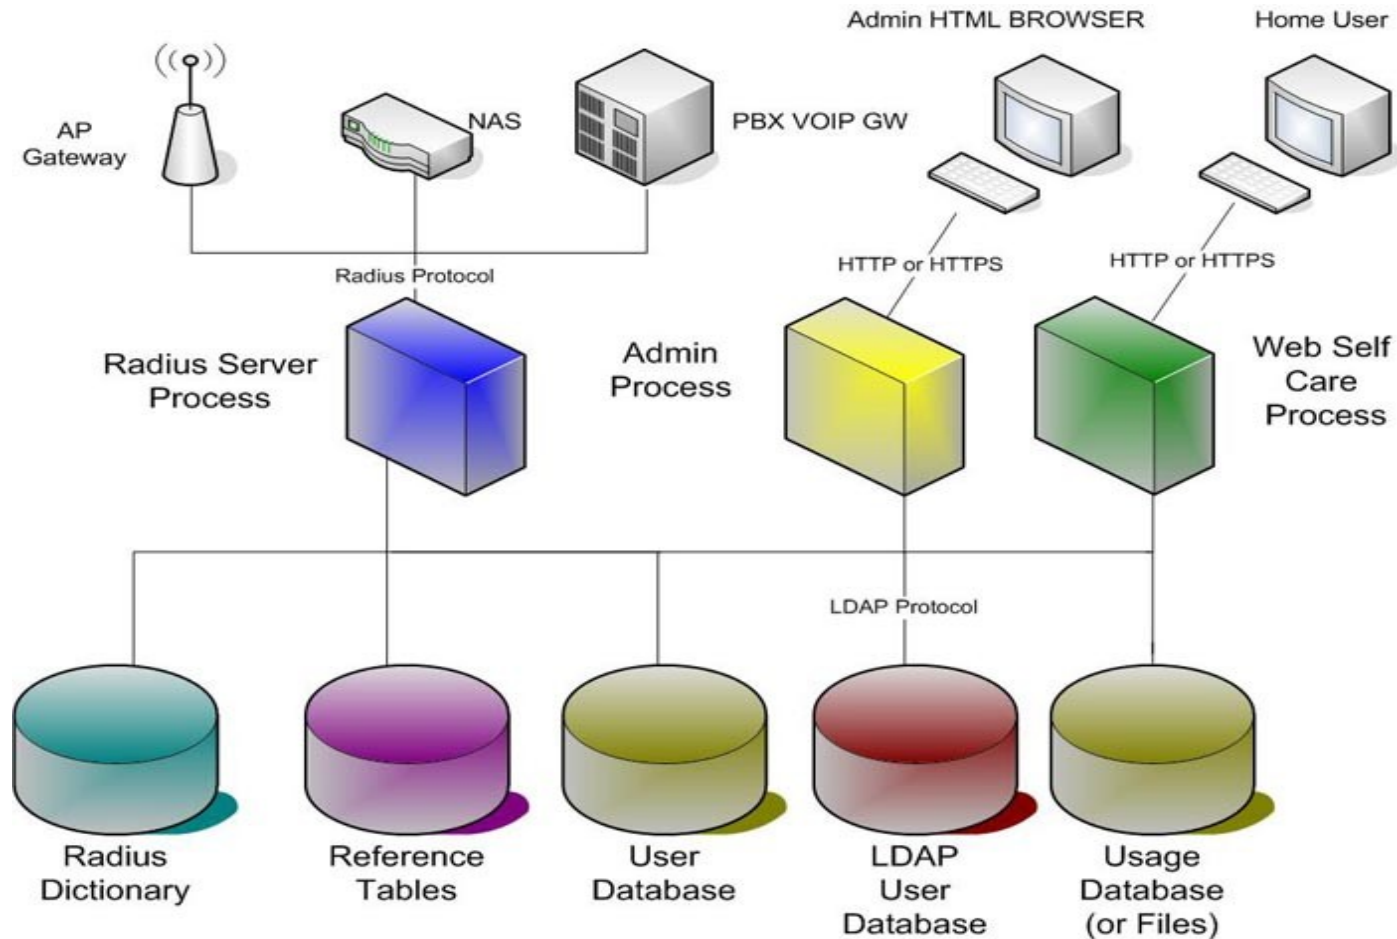 Admin HTML BROWSER
Home User
AP
Gateway
NAS
PBX VOIP GW
Radius Protocol
HTTP or HTTPS
HTTP or HTTPS
Radius Server
Process
Admin
Process
Web Self
Care
Process
LDAP Protocol
Radius
Dictionary
Reference
Tables
User
Database
LDAP
User
Database
Usage
Database
(or Files)